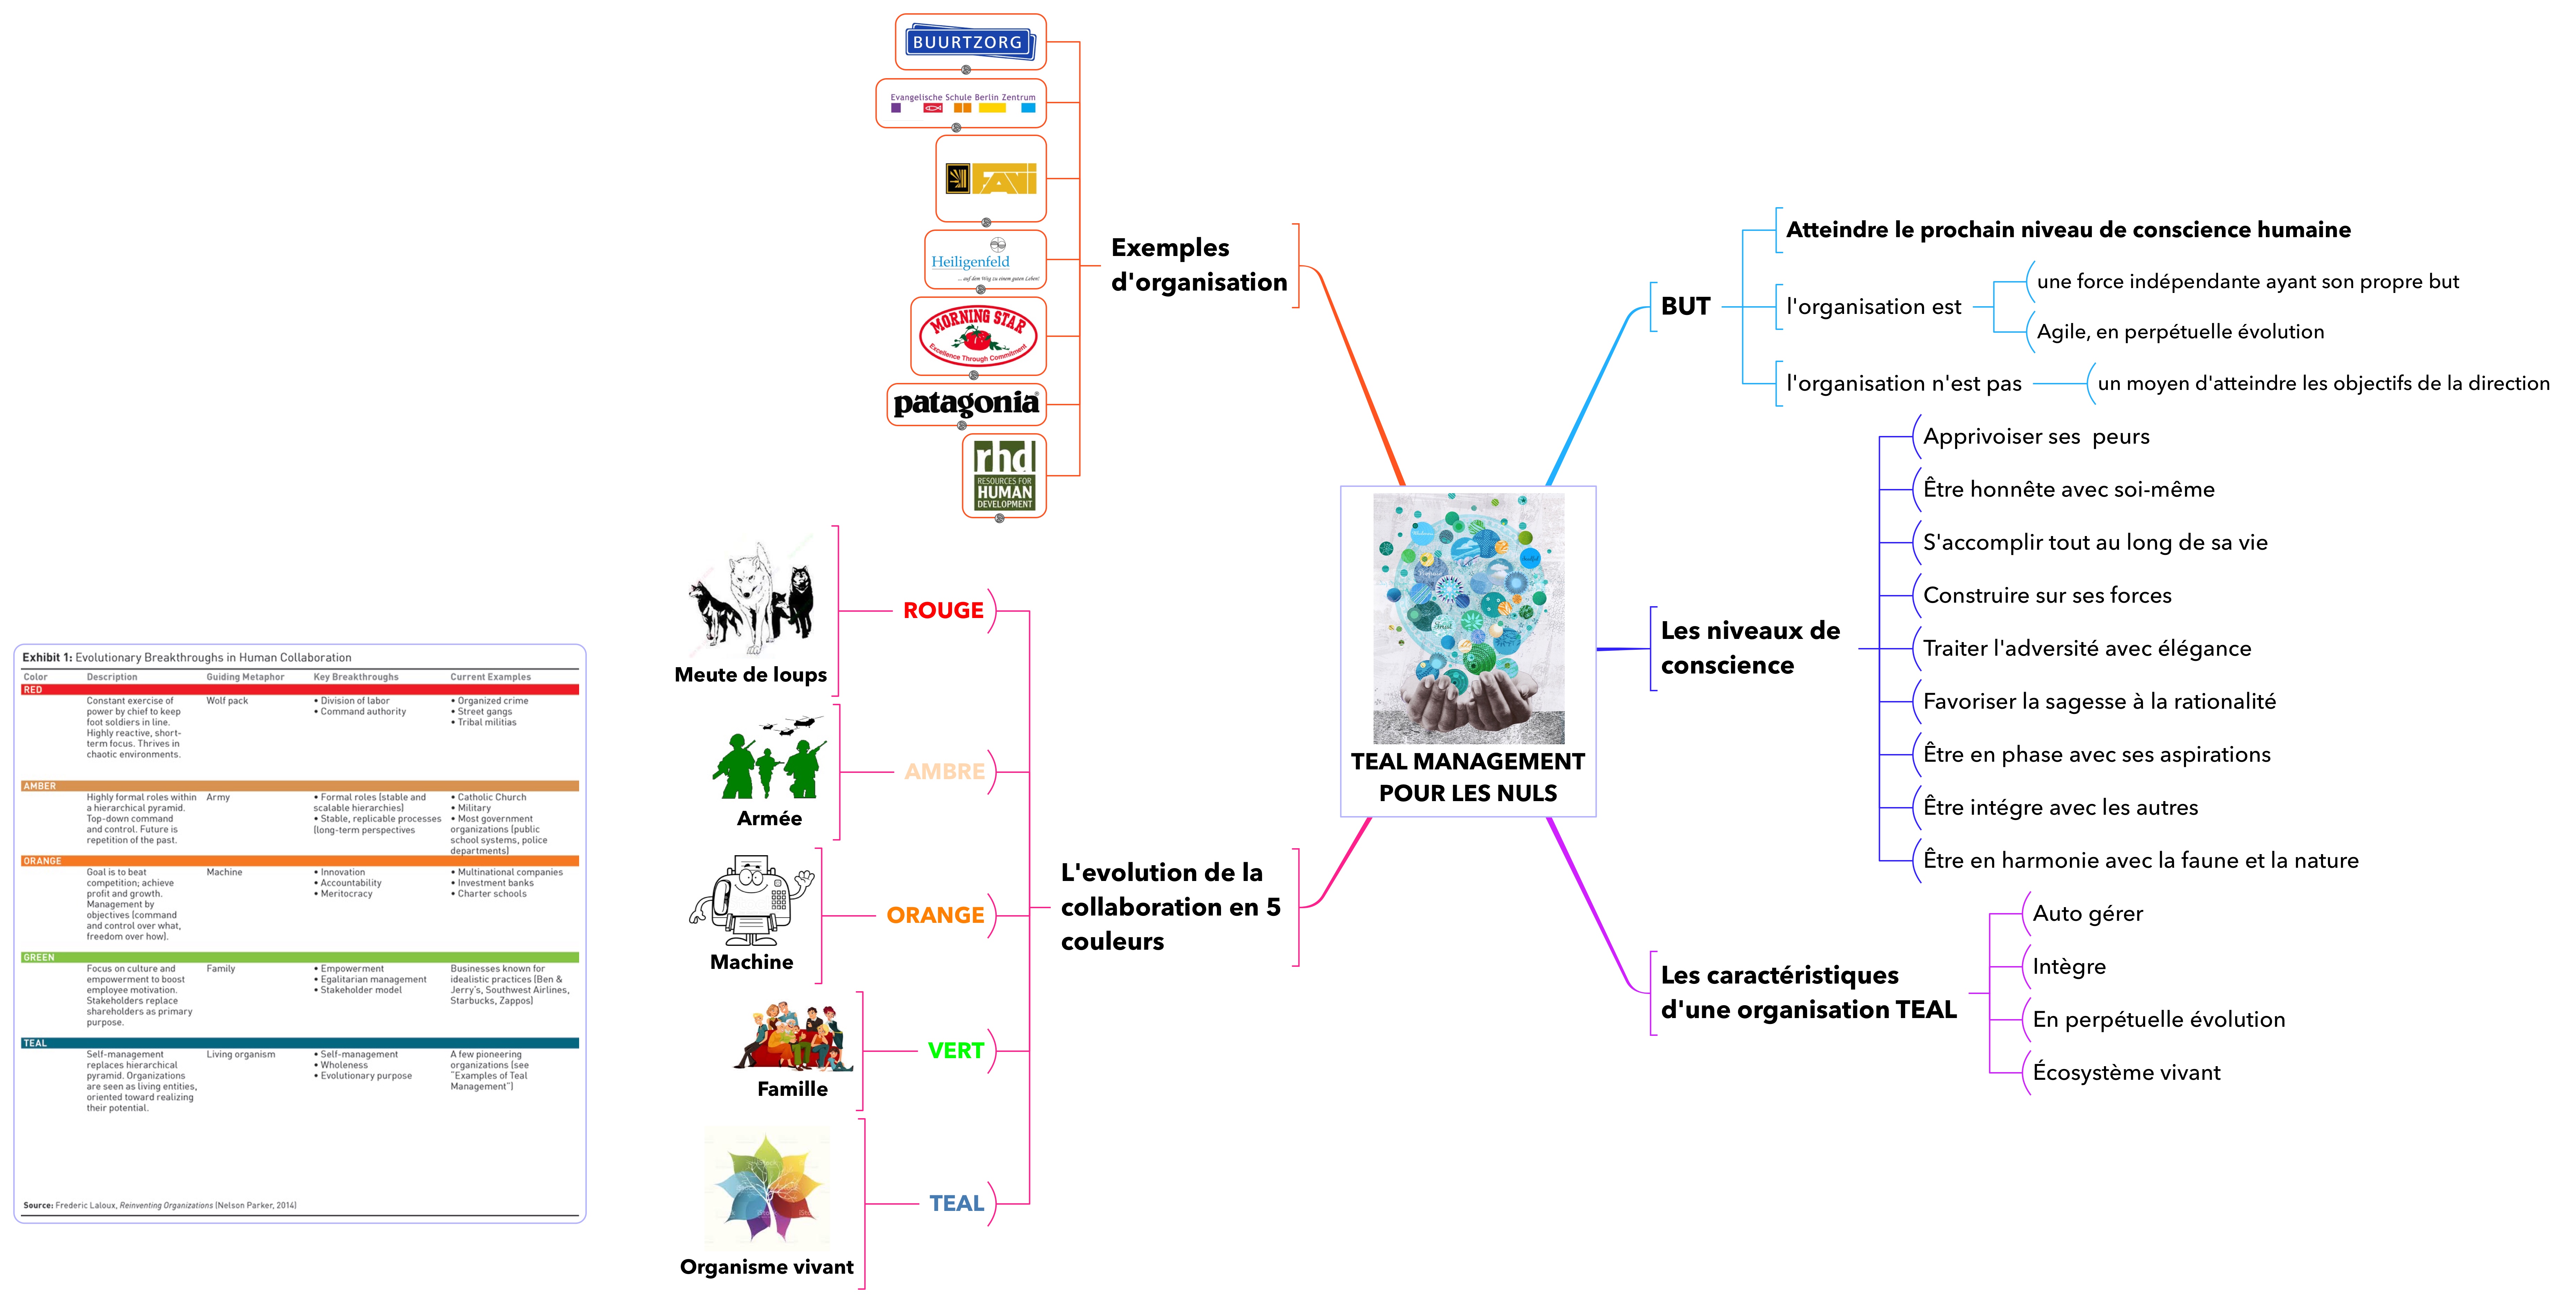 BUURTZORG
Evangelische Schule Berlin Zentrum
FAVI
Heiligenfeld
... auf dem Weg zu einem guten Leben!
MORNING STAR
Excellence Through Commitment
patagonia
rhd
RESOURCES FOR
HUMAN
DEVELOPMENT
Exemples
d'organisation
ROUGE
Meute de loups
AMBRE
Armée
ORANGE
Machine
VERT
Famille
TEAL
Organisme vivant
L'evolution de la
collaboration en 5
couleurs
Exhibit 1: Evolutionary Breakthroughs in Human Collaboration
Color Description Guiding Metaphor Key Breakthroughs Current Examples
RED
Constant exercise of
power by chief to keep
foot soldiers in line.
Highly reactive, short-
term focus. Thrives in
chaotic environments.
Wolf pack
• Division of labor
• Command authority
• Organized crime
• Street gangs
• Tribal militias
AMBER
Highly formal roles within
a hierarchical pyramid.
Top-down command
and control. Future is
repetition of the past.
Army
• Formal roles (stable and
scalable hierarchies)
• Stable, replicable processes
(long-term perspectives
• Catholic Church
• Military
• Most government
organizations (public
school systems, police
departments)
ORANGE
Goal is to beat
competition; achieve
profit and growth.
Management by
objectives (command
and control over what,
freedom over how).
Machine
• Innovation
• Accountability
• Meritocracy
• Multinational companies
• Investment banks
• Charter schools
GREEN
Focus on culture and
empowerment to boost
employee motivation.
Stakeholders replace
shareholders as primary
purpose.
Family
• Empowerment
• Egalitarian management
• Stakeholder model
Businesses known for
idealistic practices (Ben &
Jerry's, Southwest Airlines,
Starbucks, Zappos)
TEAL
Self-management
replaces hierarchical
pyramid. Organizations
are seen as living entities,
oriented toward realizing
their potential.
Living organism
• Self-management
• Wholeness
• Evolutionary purpose
A few pioneering
organizations (see
"Examples of Teal
Management")
Source: Frederic Laloux, Reinventing Organizations (Nelson Parker, 2014)
TEAL MANAGEMENT
POUR LES NULS
BUT
Atteindre le prochain niveau de conscience humaine
l'organisation est
une force indépendante ayant son propre but
Agile, en perpétuelle évolution
l'organisation n'est pas
un moyen d'atteindre les objectifs de la direction
Les niveaux de
conscience
Apprivoiser ses  peurs
Être honnête avec soi-même
S'accomplir tout au long de sa vie
Construire sur ses forces
Traiter l'adversité avec élégance
Favoriser la sagesse à la rationalité
Être en phase avec ses aspirations
Être intégre avec les autres
Être en harmonie avec la faune et la nature
Les caractéristiques
d'une organisation TEAL
Auto gérer
Intègre
En perpétuelle évolution
Écosystème vivant